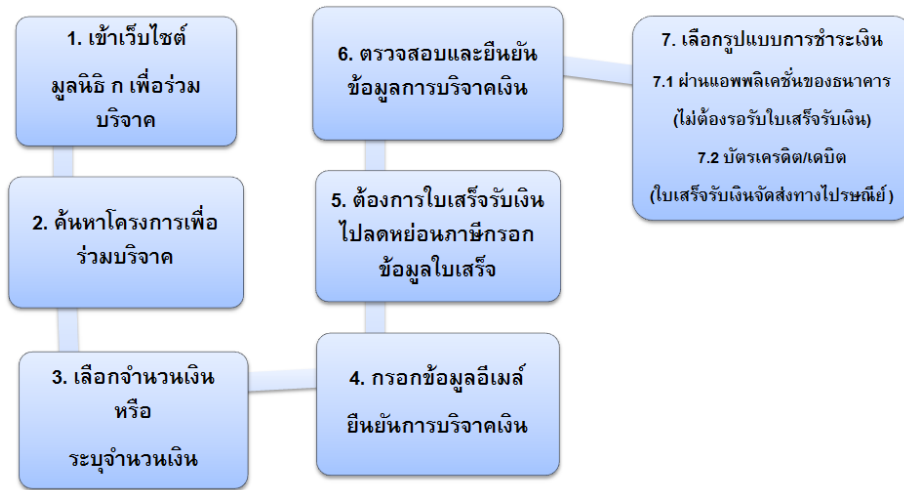 1. เข้าเว็บไซต์
มูลนิธิ ก เพื่อร่วม
บริจาค
2. ค้นหาโครงการเพื่อ
ร่วมบริจาค
3. เลือกจำนวนเงิน
หรือ
ระบุจำนวนเงิน
4. กรอกข้อมูลอีเมล์
ยืนยันการบริจาคเงิน
5. ต้องการใบเสร็จรับเงิน
ไปลดหย่อนภาษีกรอก
ข้อมูลใบเสร็จ
6. ตรวจสอบและยืนยัน
ข้อมูลการบริจาคเงิน
7. เลือกรูปแบบการชำระเงิน
7.1 ผ่านแอพพลิเคชั่นของธนาคาร
(ไม่ต้องรอรับใบเสร็จรับเงิน)
7.2 บัตรเครดิต/เดบิต
(ใบเสร็จรับเงินจัดส่งทางไปรษณีย์)